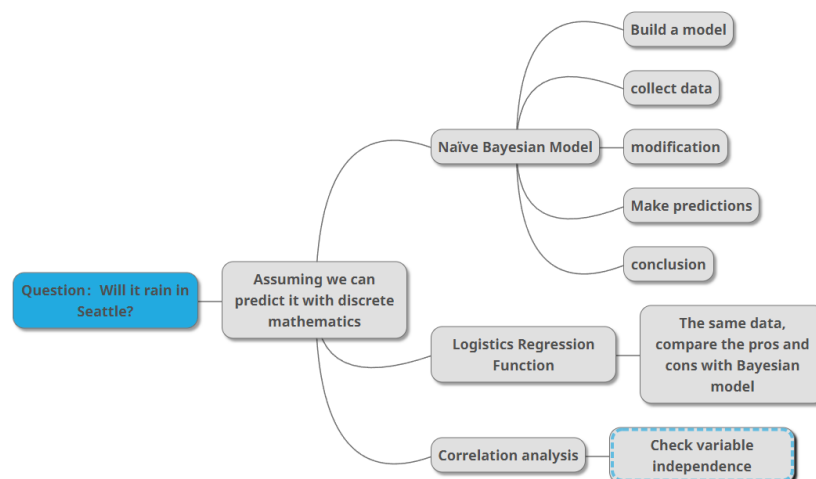 Build a model
collect data
Naïve Bayesian Model
modification
Make predictions
conclusion
Question：Will it rain in
Seattle?
Assuming we can
predict it with discrete
mathematics
Logistics Regression
Function
The same data,
compare the pros and
cons with Bayesian
model
Correlation analysis
Check variable
independence